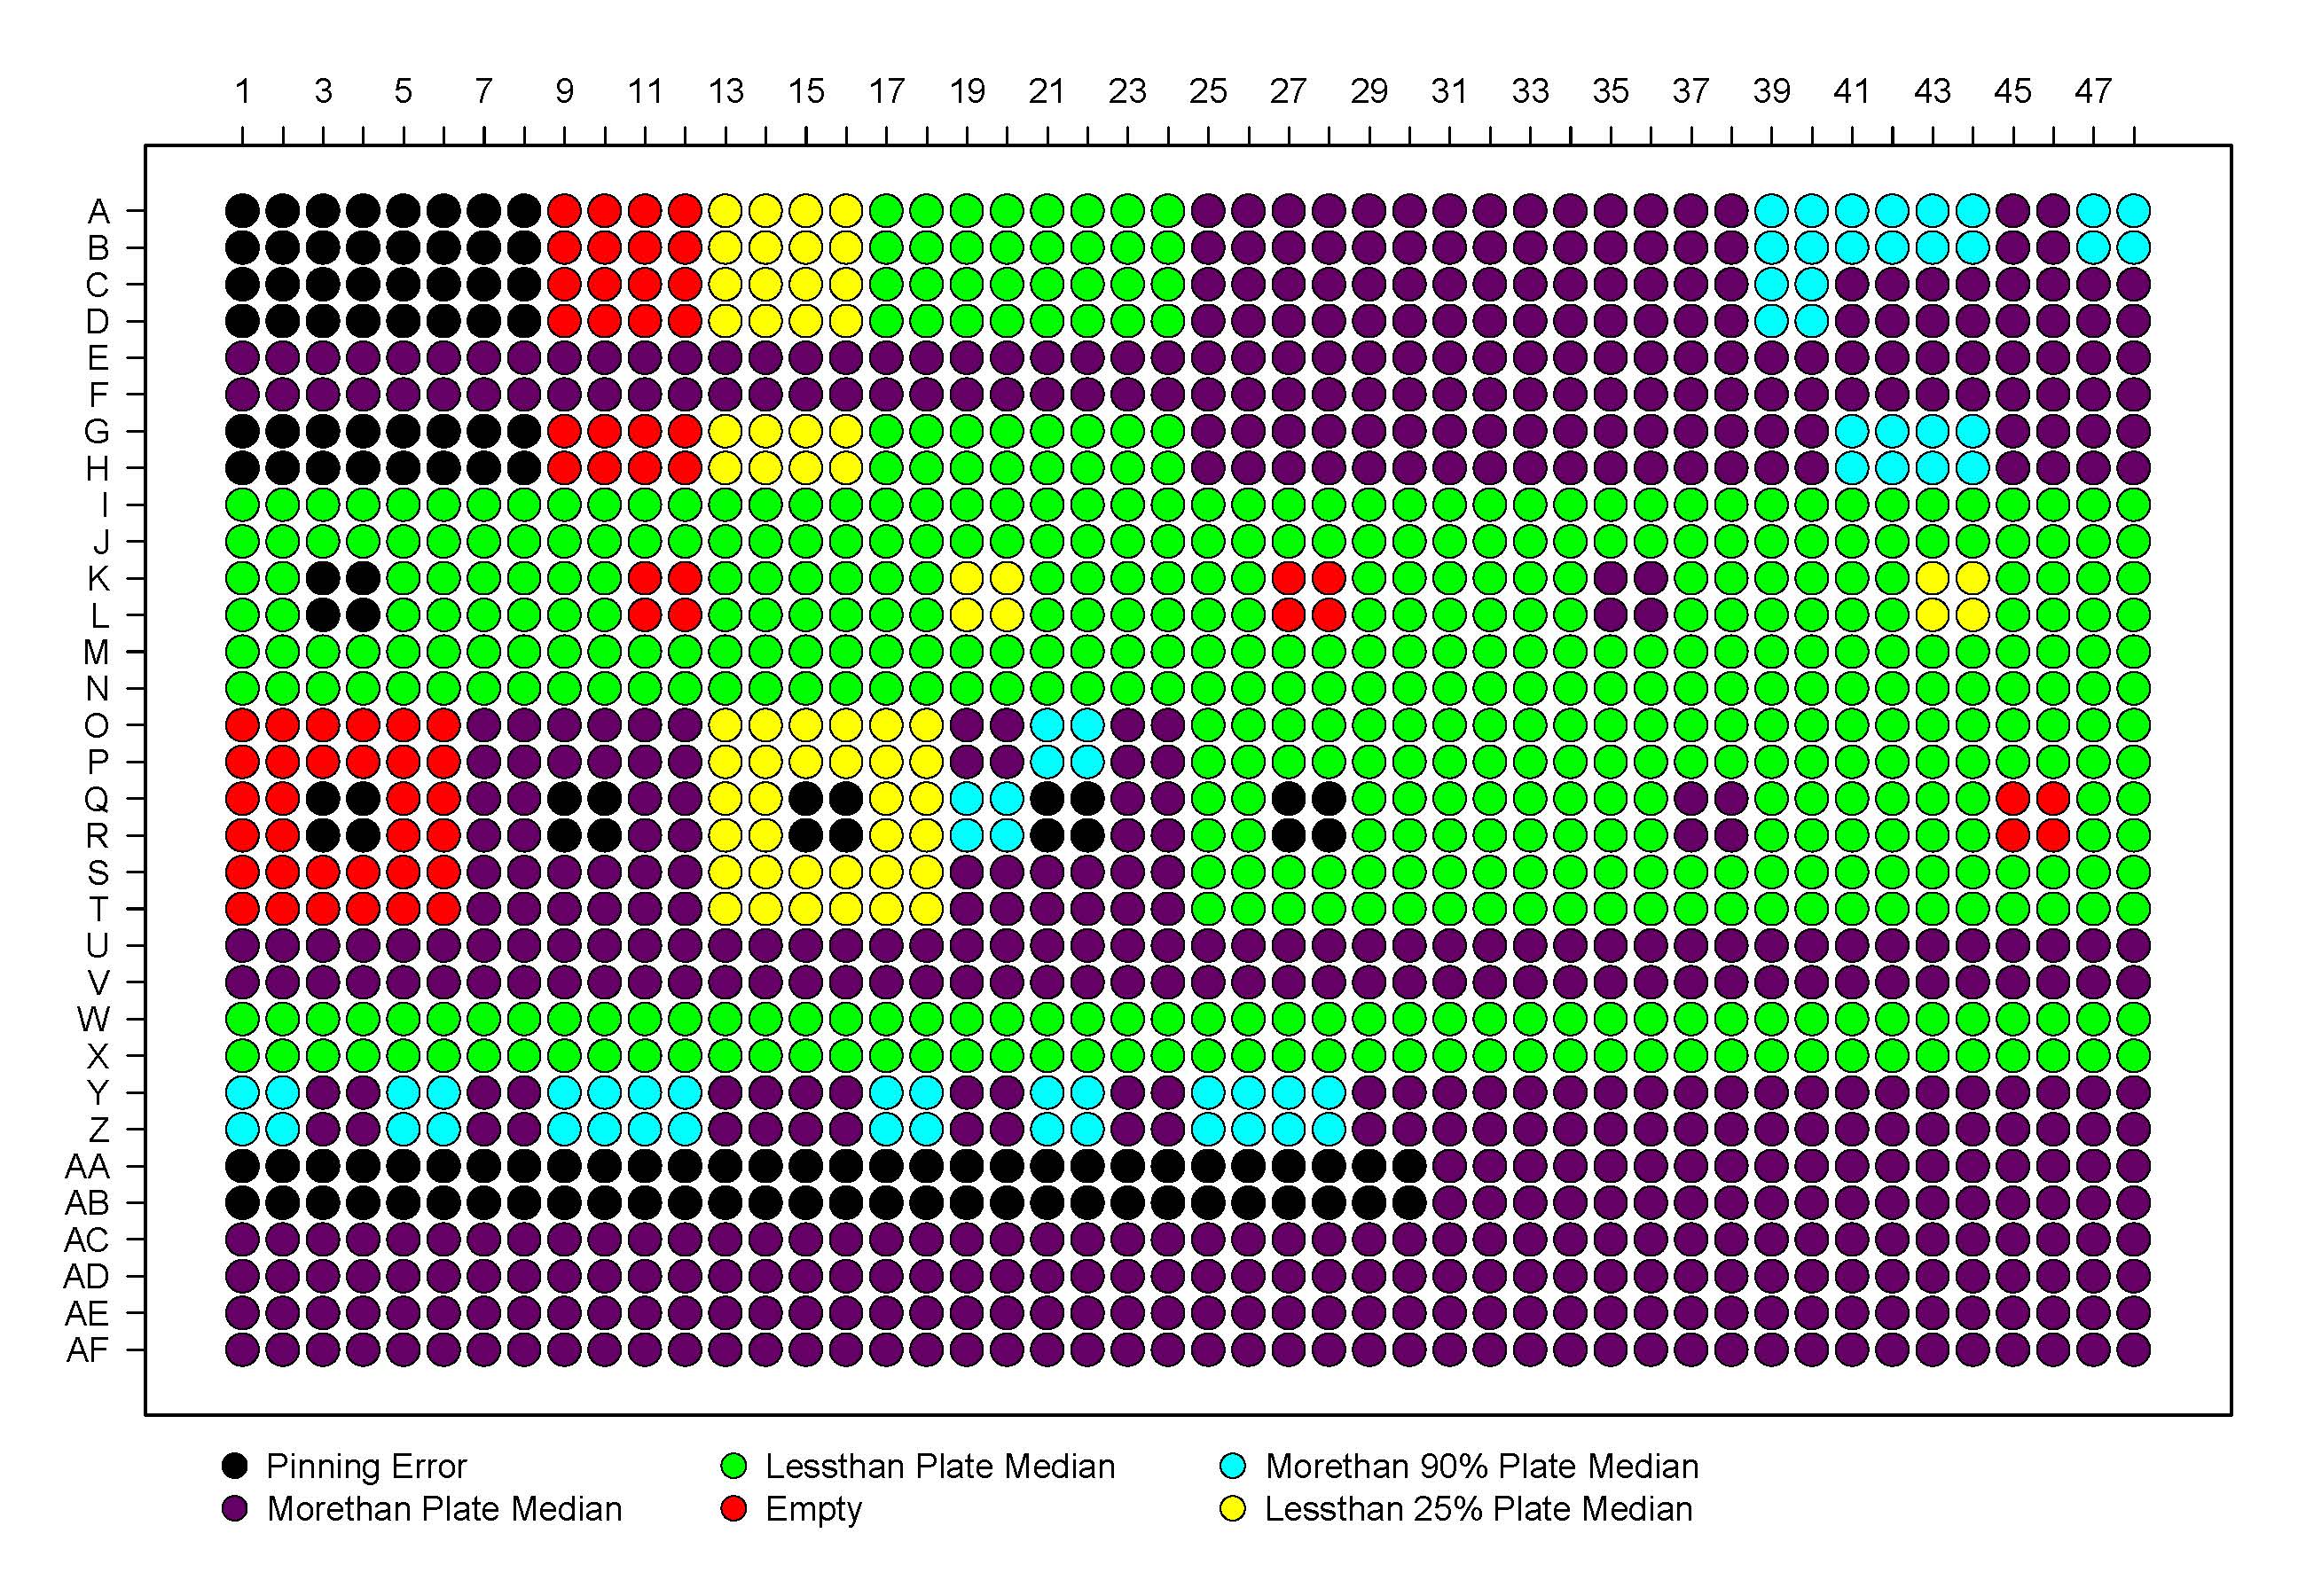 1 3 5 7 9 11 13 15 17 19 21 23 25 27 29 31 33 35 37 39 41 43 45 47
A
B
C
D
E
F
G
H
I
J
K
L
M
N
O
P
Q
R
S
T
U
V
W
X
Y
Z
AA
AB
AC
AD
AE
AF
Pinning Error Lessthan Plate Median Morethan 90% Plate Median
Morethan Plate Median Empty Lessthan 25% Plate Median